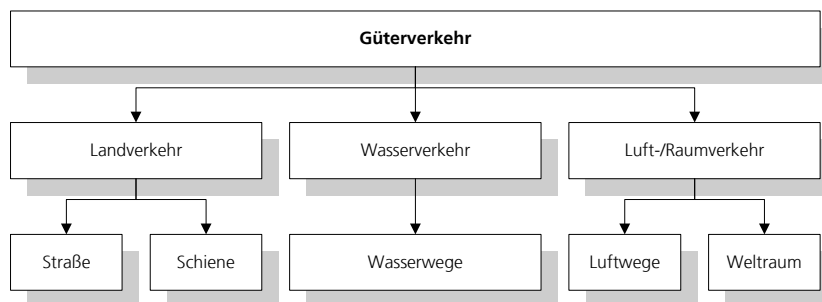 Güterverkehr
Landverkehr
Wasserverkehr
Luft-/Raumverkehr
Straße
Schiene
Wasserwege
Luftwege
Weltraum